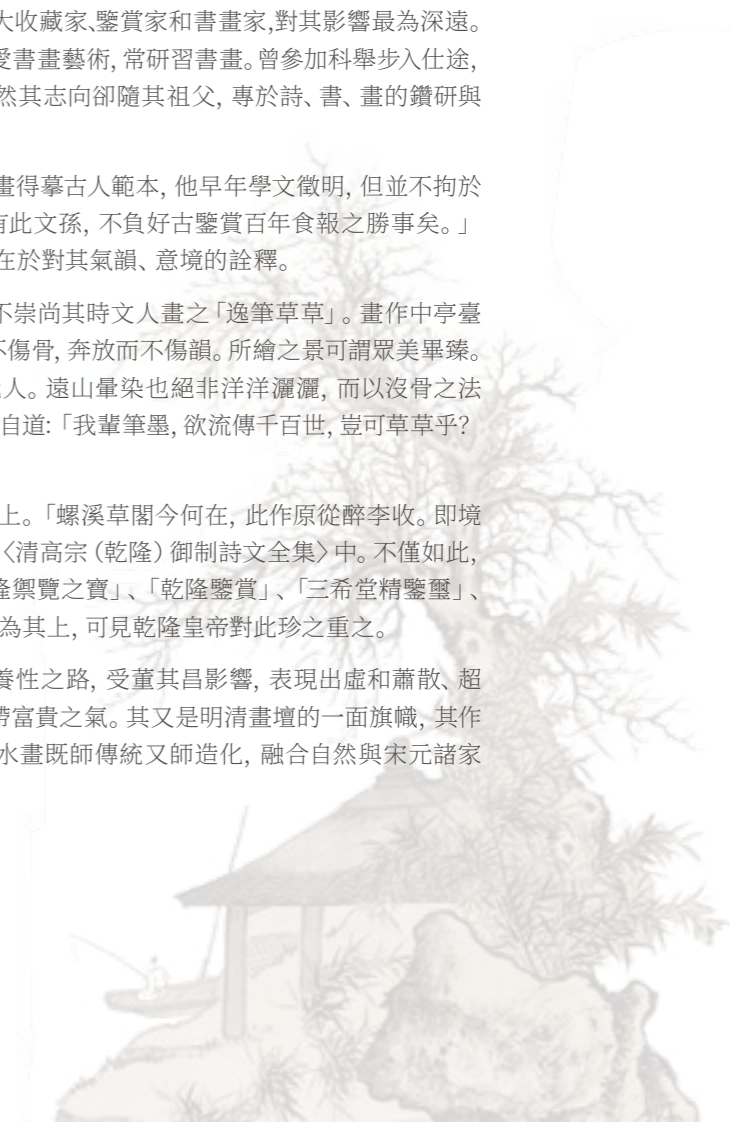 大收藏家、鑒賞家和書畫家,對其影響最為深遠。
愛書畫藝術, 常研習書畫。曾參加科舉步入仕途,
然其志向卻隨其祖父, 專於詩、書、畫的鑽研與
畫得摹古人範本, 他早年學文徵明, 但並不拘於
有此文孫, 不負好古鑒賞百年食報之勝事矣。」
在於對其氣韻、意境的詮釋。
不崇尚其時文人畫之「逸筆草草」。畫作中亭臺
不傷骨, 奔放而不傷韻。所繪之景可謂眾美畢臻。
人。遠山暈染也絕非洋洋灑灑, 而以沒骨之法
自道:「我輩筆墨, 欲流傳千百世, 豈可草草乎？
上。「螺溪草閣今何在, 此作原從醉李收。即境
〈清高宗（乾隆）御制詩文全集〉中。不僅如此,
隆禦覽之寶」、「乾隆鑒賞」、「三希堂精鑒璽」、
為其上, 可見乾隆皇帝對此珍之重之。
養性之路, 受董其昌影響, 表現出虛和蕭散、超
帶富貴之氣。其又是明清畫壇的一面旗幟, 其作
水畫既師傳統又師造化, 融合自然與宋元諸家